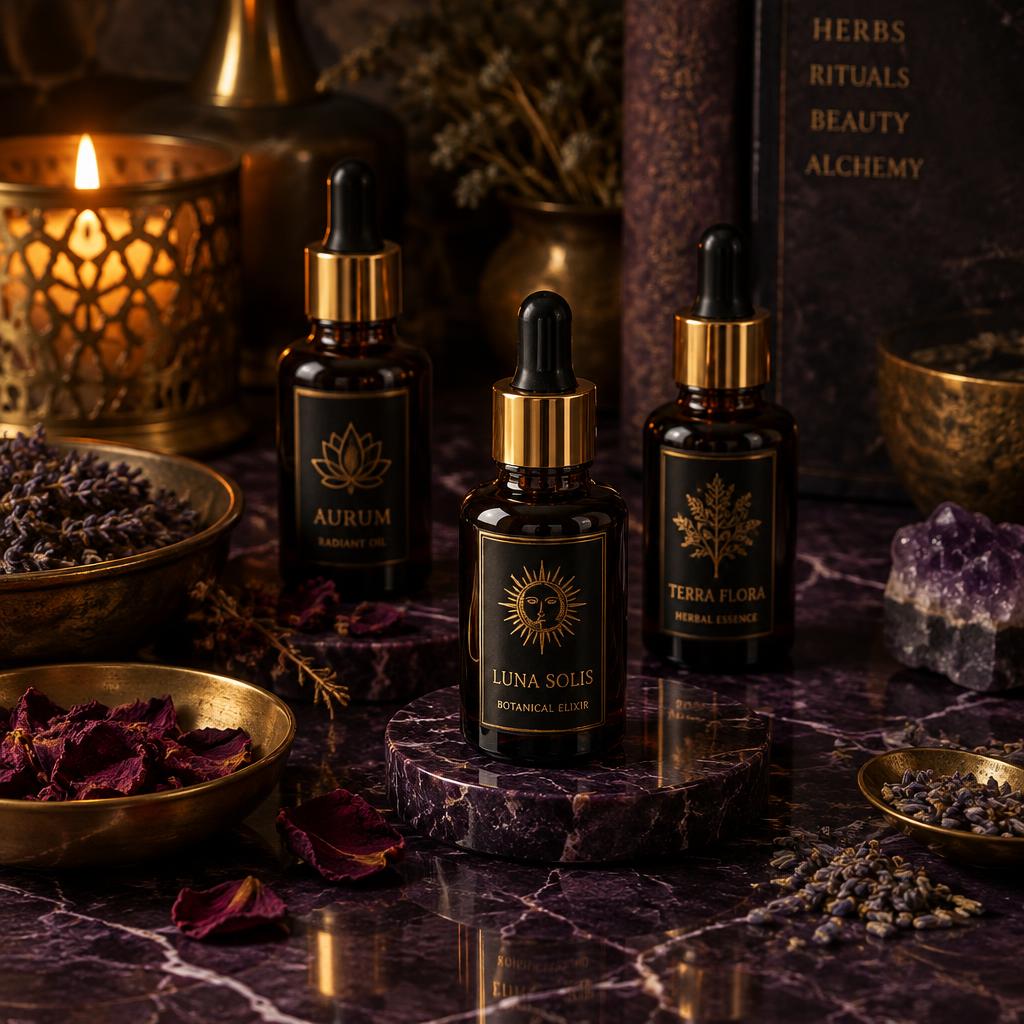 HERBS
RITUALS
BEAUTY
ALCHEMY
AURUM
RADIANT OIL
LUNA SOLIS
BOTANICAL ELIXIR
TERRA FLORA
HERBAL ESSENCE